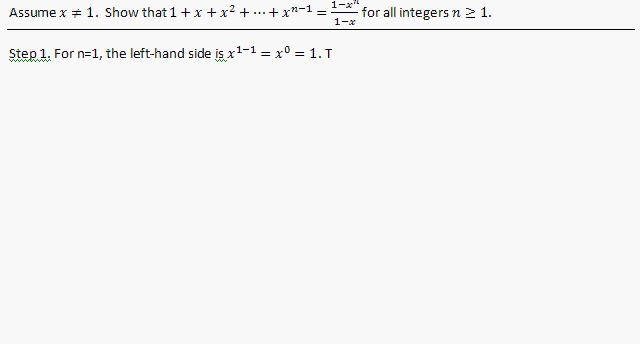 Assume x ≠ 1. Show that 1 + x + x² + ⋯ + xⁿ⁻¹ = (1−xⁿ)/(1−x) for all integers n ≥ 1.
Step 1. For n=1, the left-hand side is x¹⁻¹ = x⁰ = 1. T